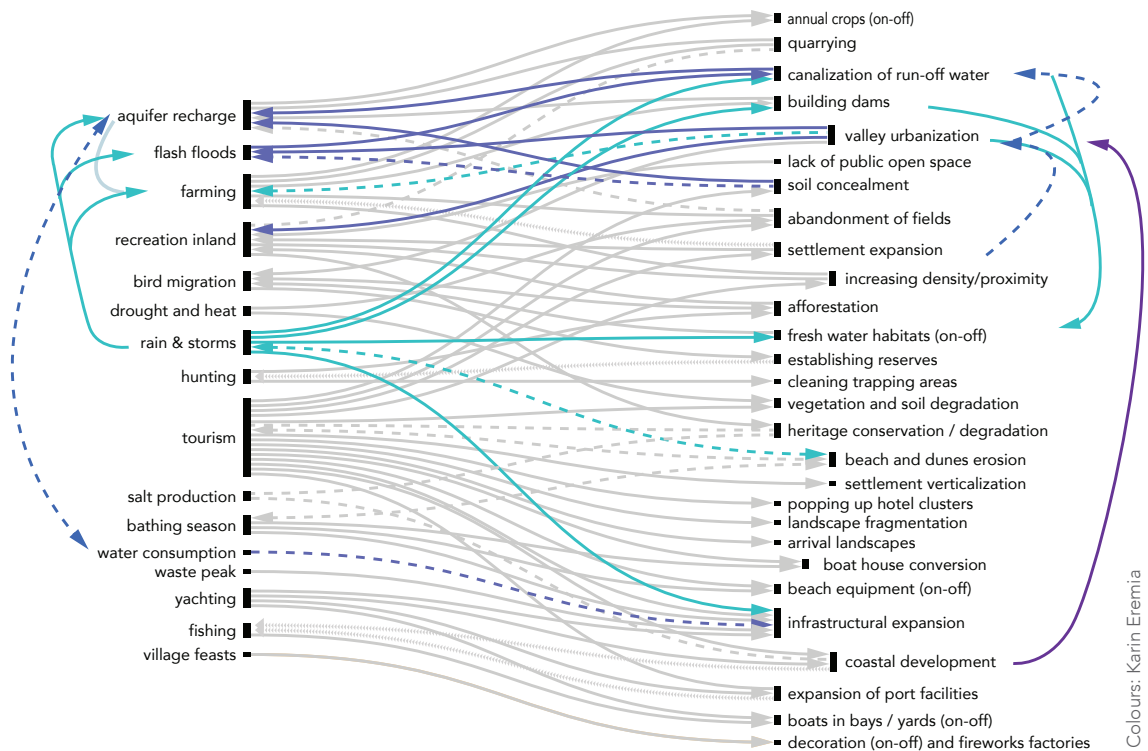 aquifer recharge
flash floods
farming
recreation inland
bird migration
drought and heat
rain & storms
hunting
tourism
salt production
bathing season
water consumption
waste peak
yachting
fishing
village feasts
annual crops (on-off)
quarrying
canalization of run-off water
building dams
valley urbanization
lack of public open space
soil concealment
abandonment of fields
settlement expansion
increasing density/proximity
afforestation
fresh water habitats (on-off)
establishing reserves
cleaning trapping areas
vegetation and soil degradation
heritage conservation / degradation
beach and dunes erosion
settlement verticalization
popping up hotel clusters
landscape fragmentation
arrival landscapes
boat house conversion
beach equipment (on-off)
infrastructural expansion
coastal development
expansion of port facilities
boats in bays / yards (on-off)
decoration (on-off) and fireworks factories
Colours: Karin Eremia